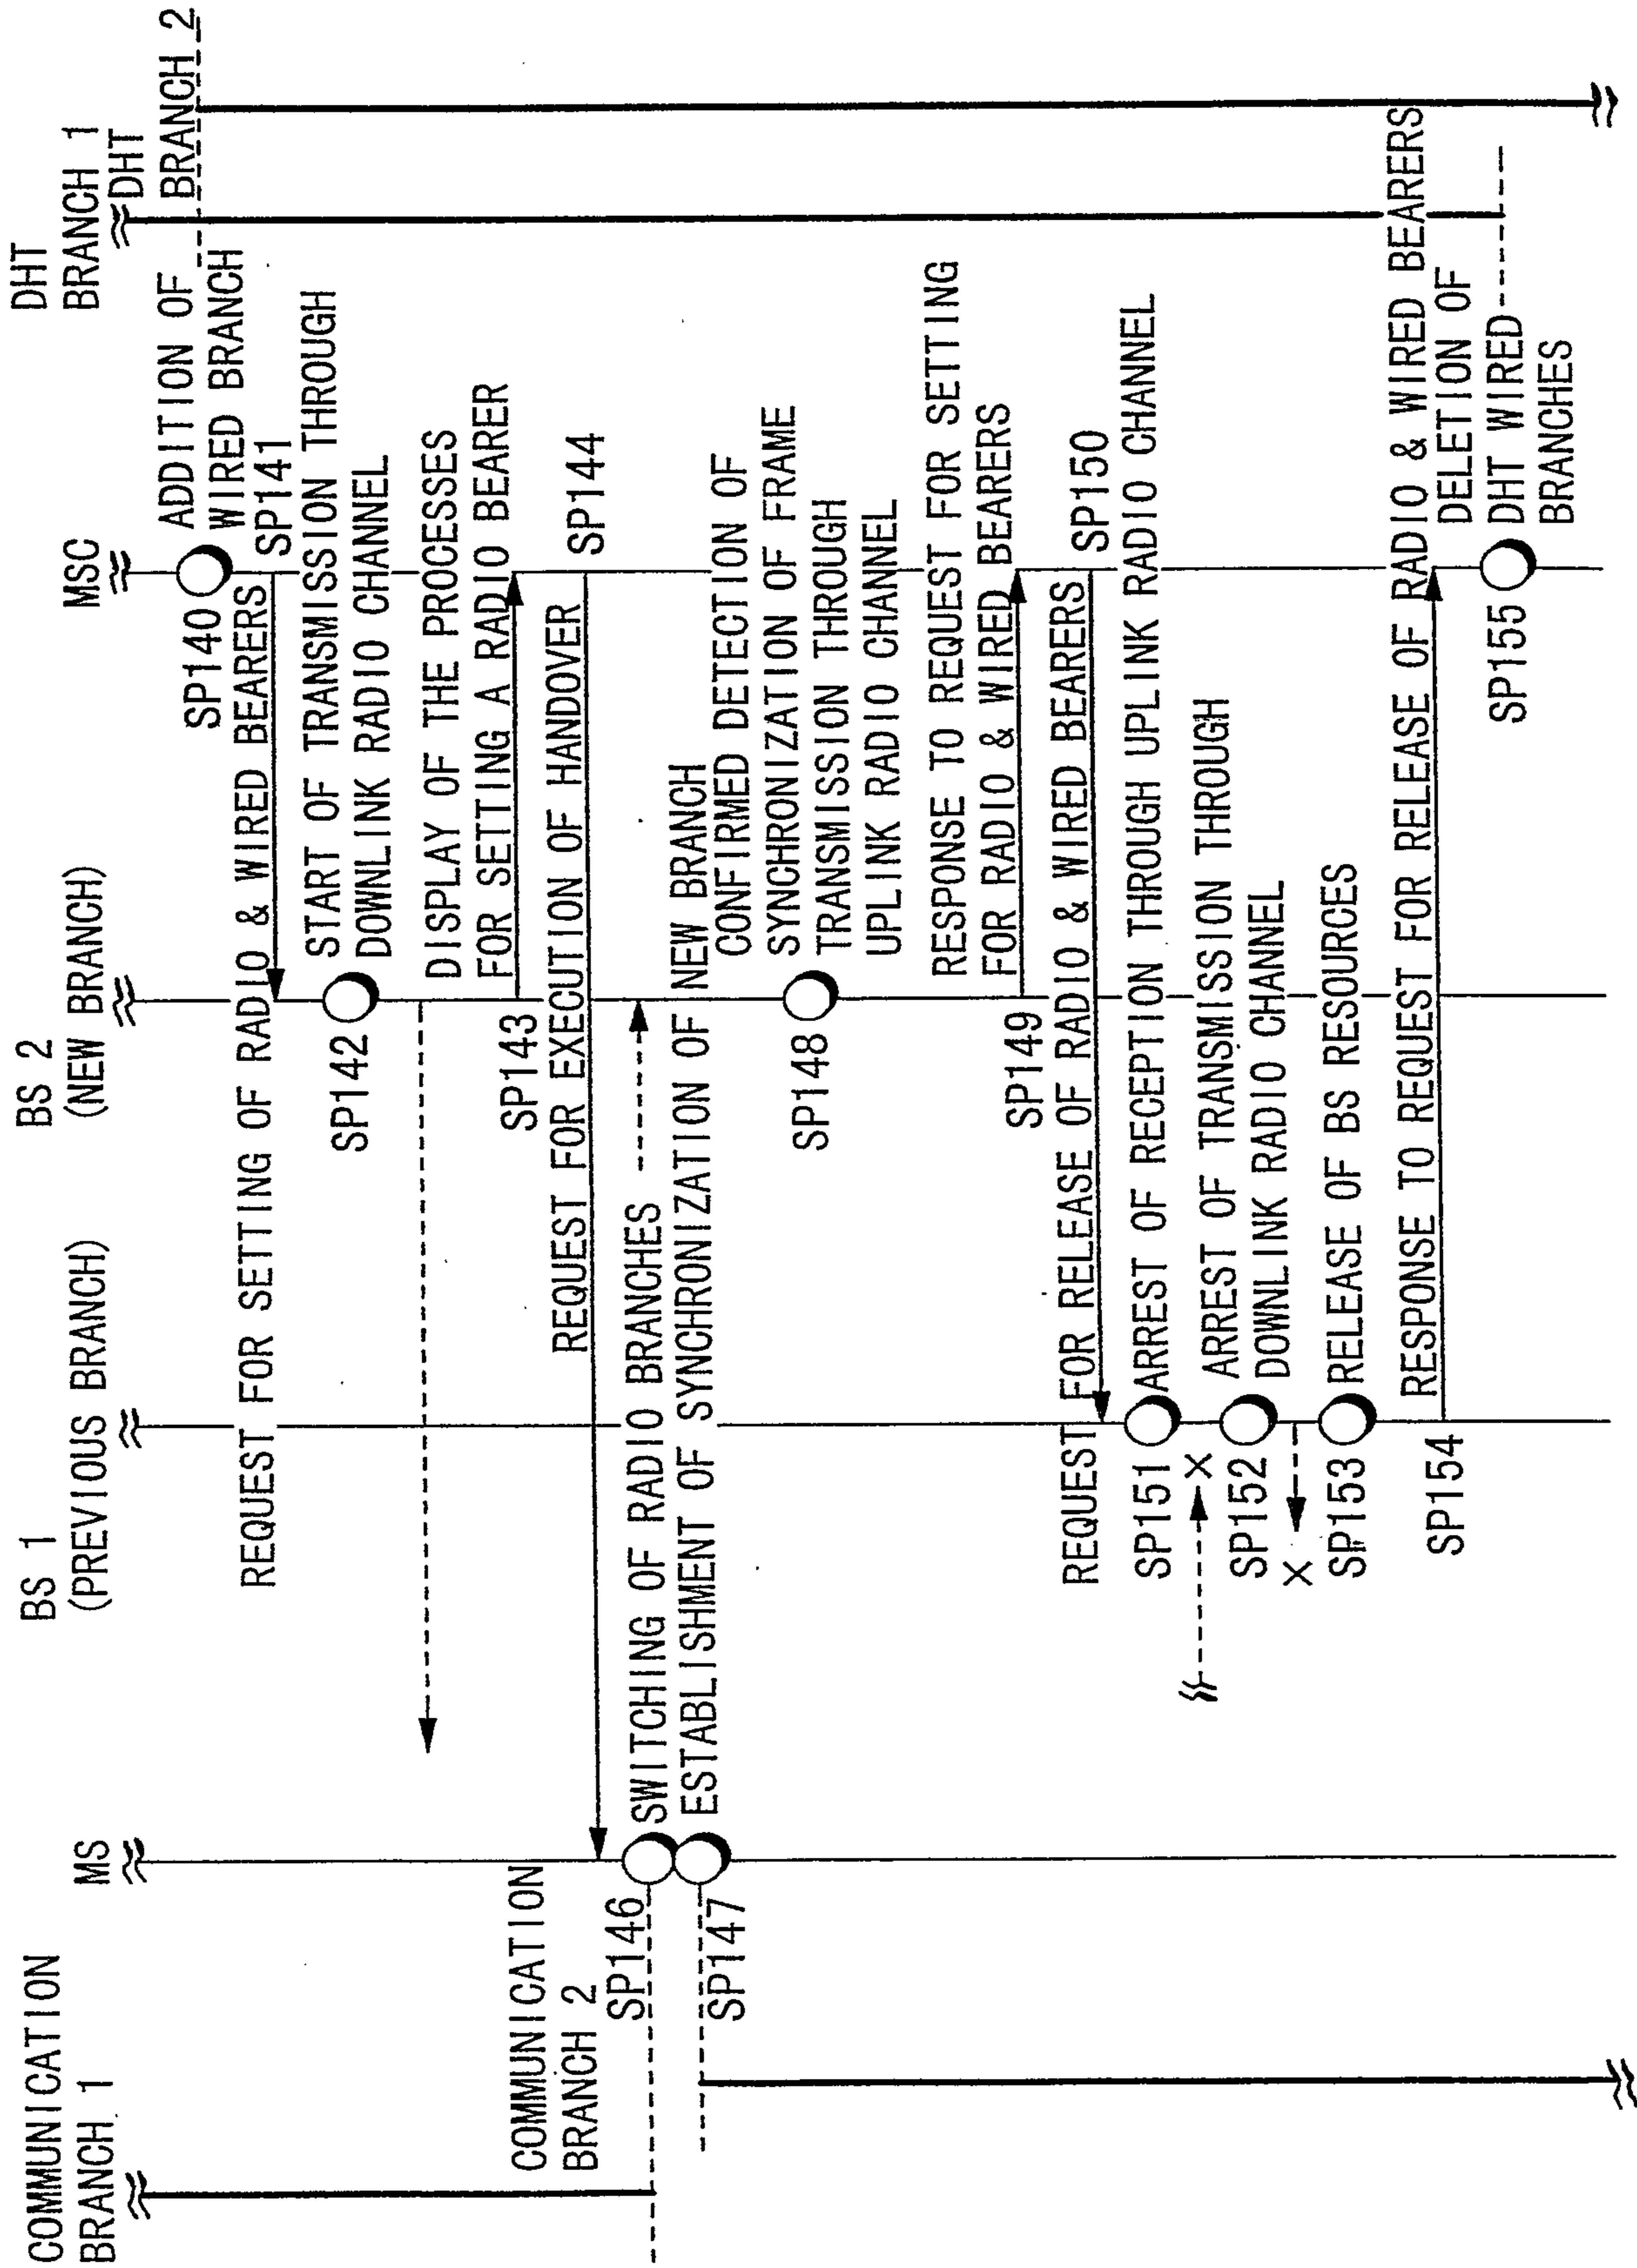 COMMUNICATION
BRANCH 1
MS
BS 1
(PREVIOUS BRANCH)
BS 2
(NEW BRANCH)
MSC
DHT
BRANCH 1
DHT
BRANCH 2
SP140
ADDITION OF
WIRED BRANCH
REQUEST FOR SETTING OF RADIO & WIRED BEARERS
SP141
SP142
START OF TRANSMISSION THROUGH
DOWNLINK RADIO CHANNEL
DISPLAY OF THE PROCESSES
FOR SETTING A RADIO BEARER
SP143
REQUEST FOR EXECUTION OF HANDOVER
SP144
COMMUNICATION
BRANCH 2
SP146
SWITCHING OF RADIO BRANCHES
SP147
ESTABLISHMENT OF SYNCHRONIZATION OF NEW BRANCH
SP148
CONFIRMED DETECTION OF
SYNCHRONIZATION OF FRAME
TRANSMISSION THROUGH
UPLINK RADIO CHANNEL
RESPONSE TO REQUEST FOR SETTING
FOR RADIO & WIRED BEARERS
SP149
REQUEST FOR RELEASE OF RADIO & WIRED BEARERS
SP150
SP151
ARREST OF RECEPTION THROUGH UPLINK RADIO CHANNEL
X
SP152
ARREST OF TRANSMISSION THROUGH
DOWNLINK RADIO CHANNEL
X
SP153
RELEASE OF BS RESOURCES
RESPONSE TO REQUEST FOR RELEASE OF RADIO & WIRED BEARERS
SP154
SP155
DELETION OF
DHT WIRED
BRANCHES